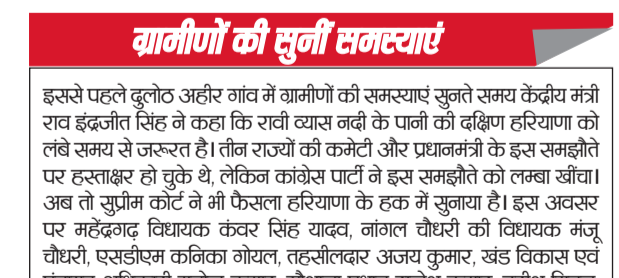 ग्रामीणों की सुनीं समस्याएं
इससे पहले दुलोठ अहीर गांव में ग्रामीणों की समस्याएं सुनते समय केंद्रीय मंत्री
राव इंद्रजीत सिंह ने कहा कि रावी व्यास नदी के पानी की दक्षिण हरियाणा को
लंबे समय से जरूरत है। तीन राज्यों की कमेटी और प्रधानमंत्री के इस समझौते
पर हस्ताक्षर हो चुके थे, लेकिन कांग्रेस पार्टी ने इस समझौते को लम्बा खींचा।
अब तो सुप्रीम कोर्ट ने भी फैसला हरियाणा के हक में सुनाया है। इस अवसर
पर महेंद्रगढ़ विधायक कंवर सिंह यादव, नांगल चौधरी की विधायक मंजू
चौधरी, एसडीएम कनिका गोयल, तहसीलदार अजय कुमार, खंड विकास एवं